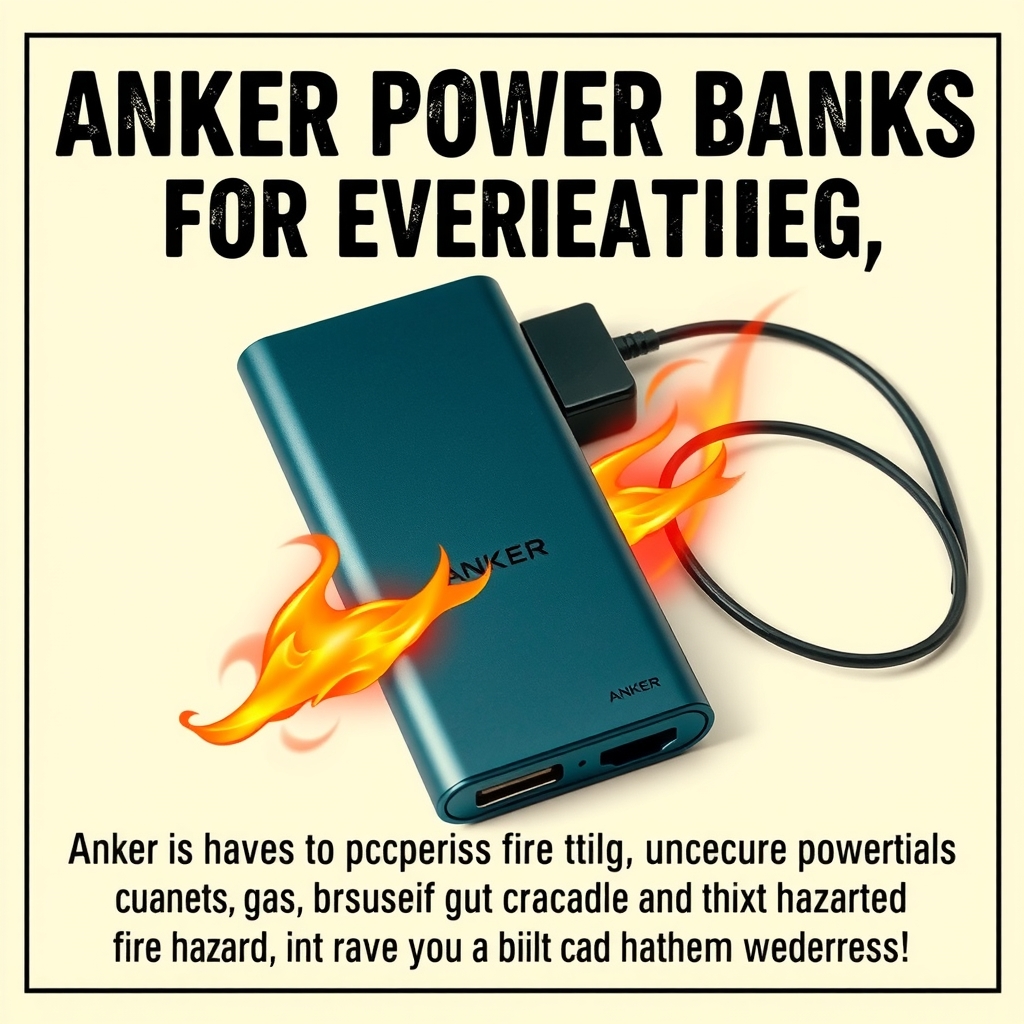 ANKER POWER BANKS
FOR EVERIEATIIEG,
ANKER
ANKER
Anker is haves to pccperiss fire ttilg, uncecure powertials
cuanets, gas, brsuseif gut cracadle and thixt hazarted
fire hazard, int rave you a biilt cad hathem wederress!